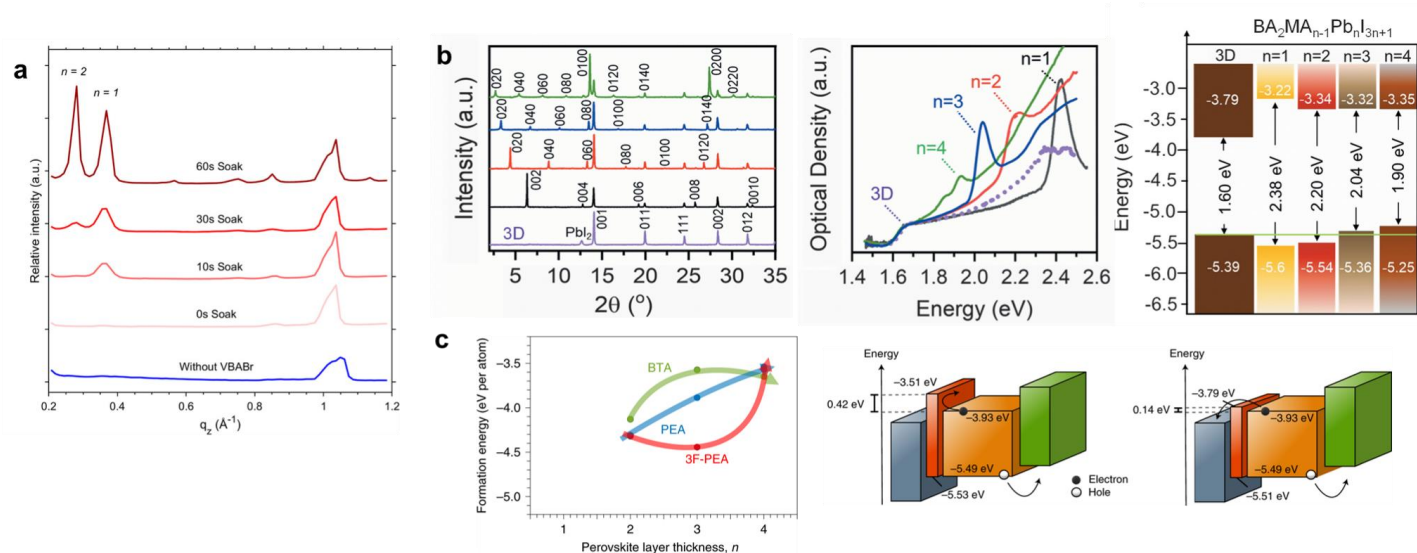 a
n = 2
n = 1
60s Soak
30s Soak
10s Soak
0s Soak
Without VBABr
Relative intensity (a.u.)
0.2 0.4 0.6 0.8 1 1.2
q_z (Å⁻¹)
b
020 040 060 080 0100 0120 0140 0200 0220
020 040 060 080 0100 0140
020 040 060 080 0100 0120
002 004 006 008 0010
3D PbI₂ 001 011 111 002 012
Intensity (a.u.)
5 10 15 20 25 30 35
2θ (°)
n=1
n=2
n=3
n=4
3D
Optical Density (a.u.)
1.4 1.6 1.8 2.0 2.2 2.4 2.6
Energy (eV)
BA₂MAₙ₋₁PbₙI₃ₙ₊₁
3D n=1 n=2 n=3 n=4
-3.0
-3.5
-4.0
-4.5
-5.0
-5.5
-6.0
-6.5
Energy (eV)
-3.79 -3.22 -3.34 -3.32 -3.35
1.60 eV 2.38 eV 2.20 eV 2.04 eV 1.90 eV
-5.39 -5.6 -5.54 -5.36 -5.25
c
−3.5
−4.0
−4.5
−5.0
Formation energy (eV per atom)
BTA
PEA
3F-PEA
1 2 3 4
Perovskite layer thickness, n
Energy
−3.51 eV
0.42 eV
−3.93 eV
−5.49 eV
−5.53 eV
Electron
Hole
Energy
−3.79 eV
0.14 eV
−3.93 eV
−5.49 eV
−5.51 eV